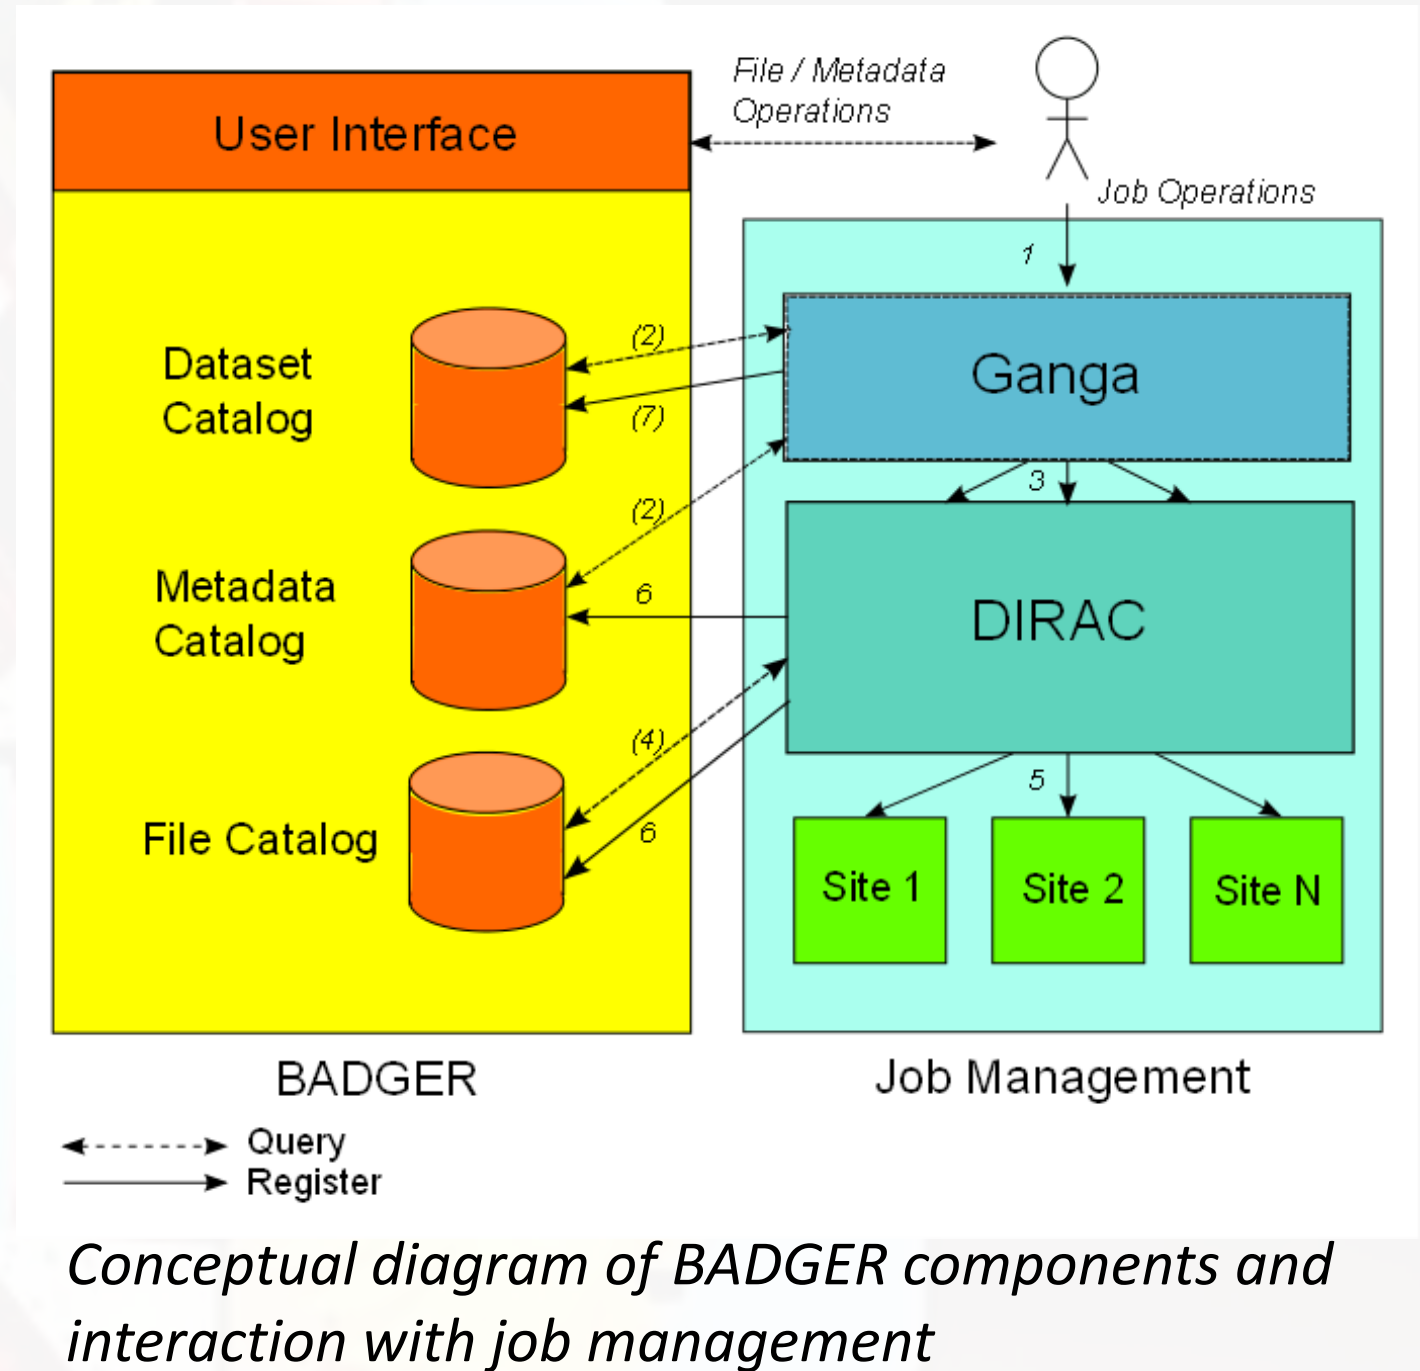 File / Metadata
Operations
User Interface
Job Operations
1
Dataset
Catalog
(2)
(7)
Ganga
3
Metadata
Catalog
(2)
6
DIRAC
File Catalog
(4)
6
5
Site 1
Site 2
Site N
BADGER
Job Management
Query
Register
Conceptual diagram of BADGER components and
interaction with job management